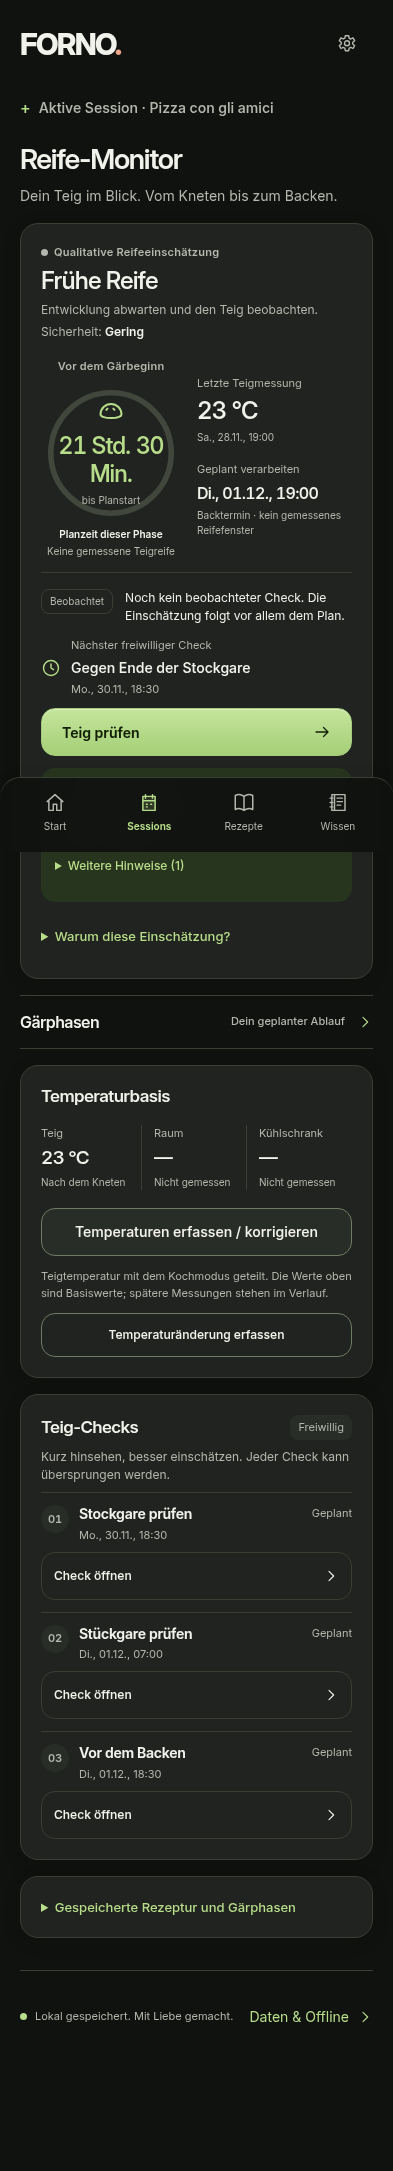 FORNO.
+ Aktive Session · Pizza con gli amici
Reife-Monitor
Dein Teig im Blick. Vom Kneten bis zum Backen.
Qualitative Reifeeinschätzung
Frühe Reife
Entwicklung abwarten und den Teig beobachten.
Sicherheit: Gering
Vor dem Gärbeginn
21 Std. 30
Min.
bis Planstart
Planzeit dieser Phase
Keine gemessene Teigreife
Letzte Teigmessung
23 °C
Sa., 28.11., 19:00
Geplant verarbeiten
Di., 01.12., 19:00
Backtermin · kein gemessenes
Reifefenster
Beobachtet
Noch kein beobachteter Check. Die
Einschätzung folgt vor allem dem Plan.
Nächster freiwilliger Check
Gegen Ende der Stockgare
Mo., 30.11., 18:30
Teig prüfen
Start
Sessions
Rezepte
Wissen
Weitere Hinweise (1)
Warum diese Einschätzung?
Gärphasen
Dein geplanter Ablauf
Temperaturbasis
Teig
23 °C
Nach dem Kneten
Raum
—
Nicht gemessen
Kühlschrank
—
Nicht gemessen
Temperaturen erfassen / korrigieren
Teigtemperatur mit dem Kochmodus geteilt. Die Werte oben
sind Basiswerte; spätere Messungen stehen im Verlauf.
Temperaturänderung erfassen
Teig-Checks
Freiwillig
Kurz hinsehen, besser einschätzen. Jeder Check kann
übersprungen werden.
01
Stockgare prüfen
Geplant
Mo., 30.11., 18:30
Check öffnen
02
Stückgare prüfen
Geplant
Di., 01.12., 07:00
Check öffnen
03
Vor dem Backen
Geplant
Di., 01.12., 18:30
Check öffnen
Gespeicherte Rezeptur und Gärphasen
Lokal gespeichert. Mit Liebe gemacht.
Daten & Offline